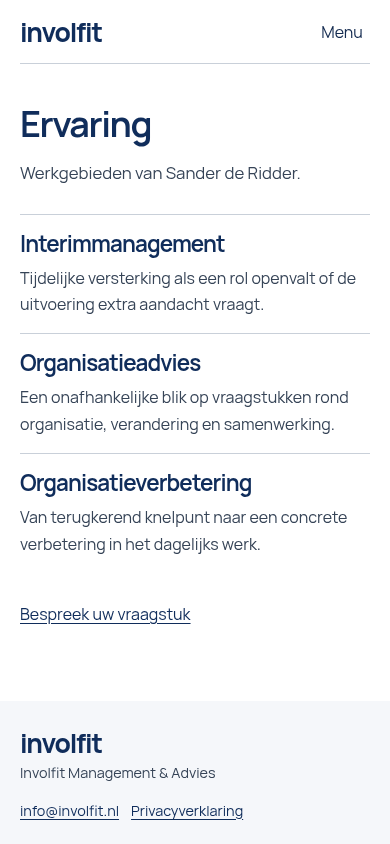 involfit
Menu
Ervaring
Werkgebieden van Sander de Ridder.
Interimmanagement
Tijdelijke versterking als een rol openvalt of de
uitvoering extra aandacht vraagt.
Organisatieadvies
Een onafhankelijke blik op vraagstukken rond
organisatie, verandering en samenwerking.
Organisatieverbetering
Van terugkerend knelpunt naar een concrete
verbetering in het dagelijks werk.
Bespreek uw vraagstuk
involfit
Involfit Management & Advies
info@involfit.nl Privacyverklaring